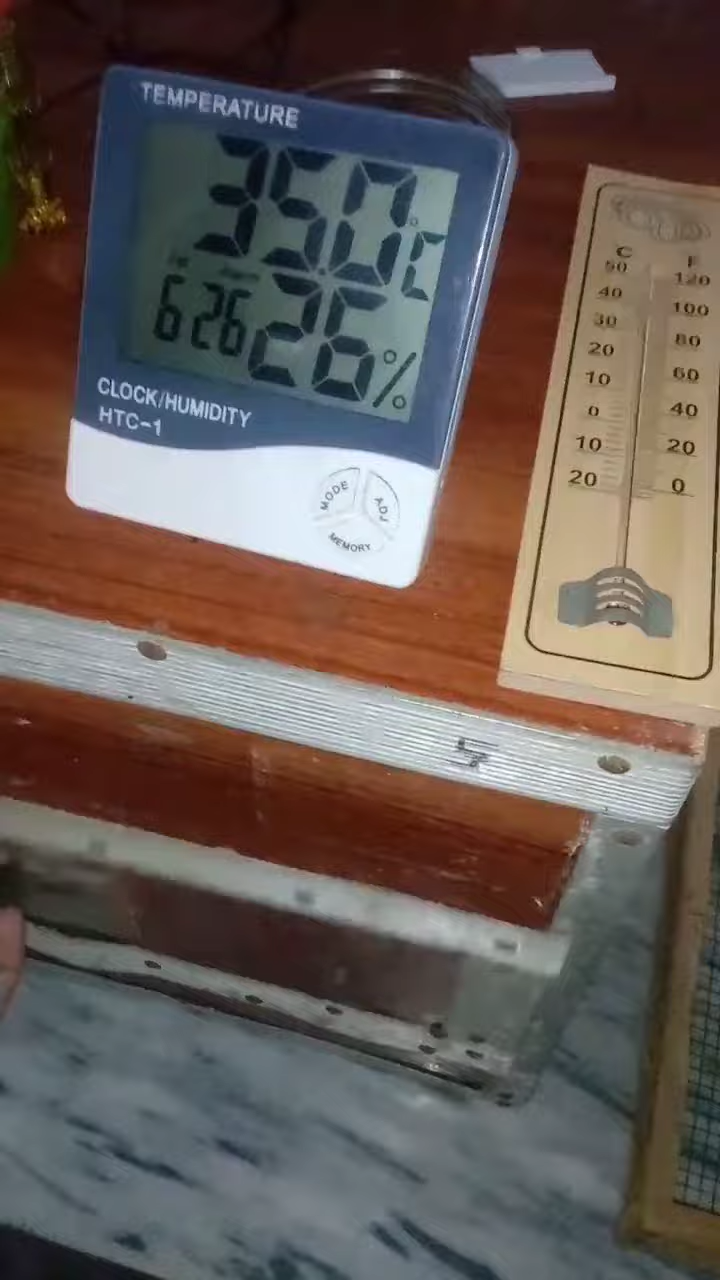 TEMPERATURE
35.0°C
6 26 26%
CLOCK/HUMIDITY
HTC-1
MODE
ADJ
MEMORY
C F
50 120
40 100
30 80
20 60
10 40
0 20
10 0
20